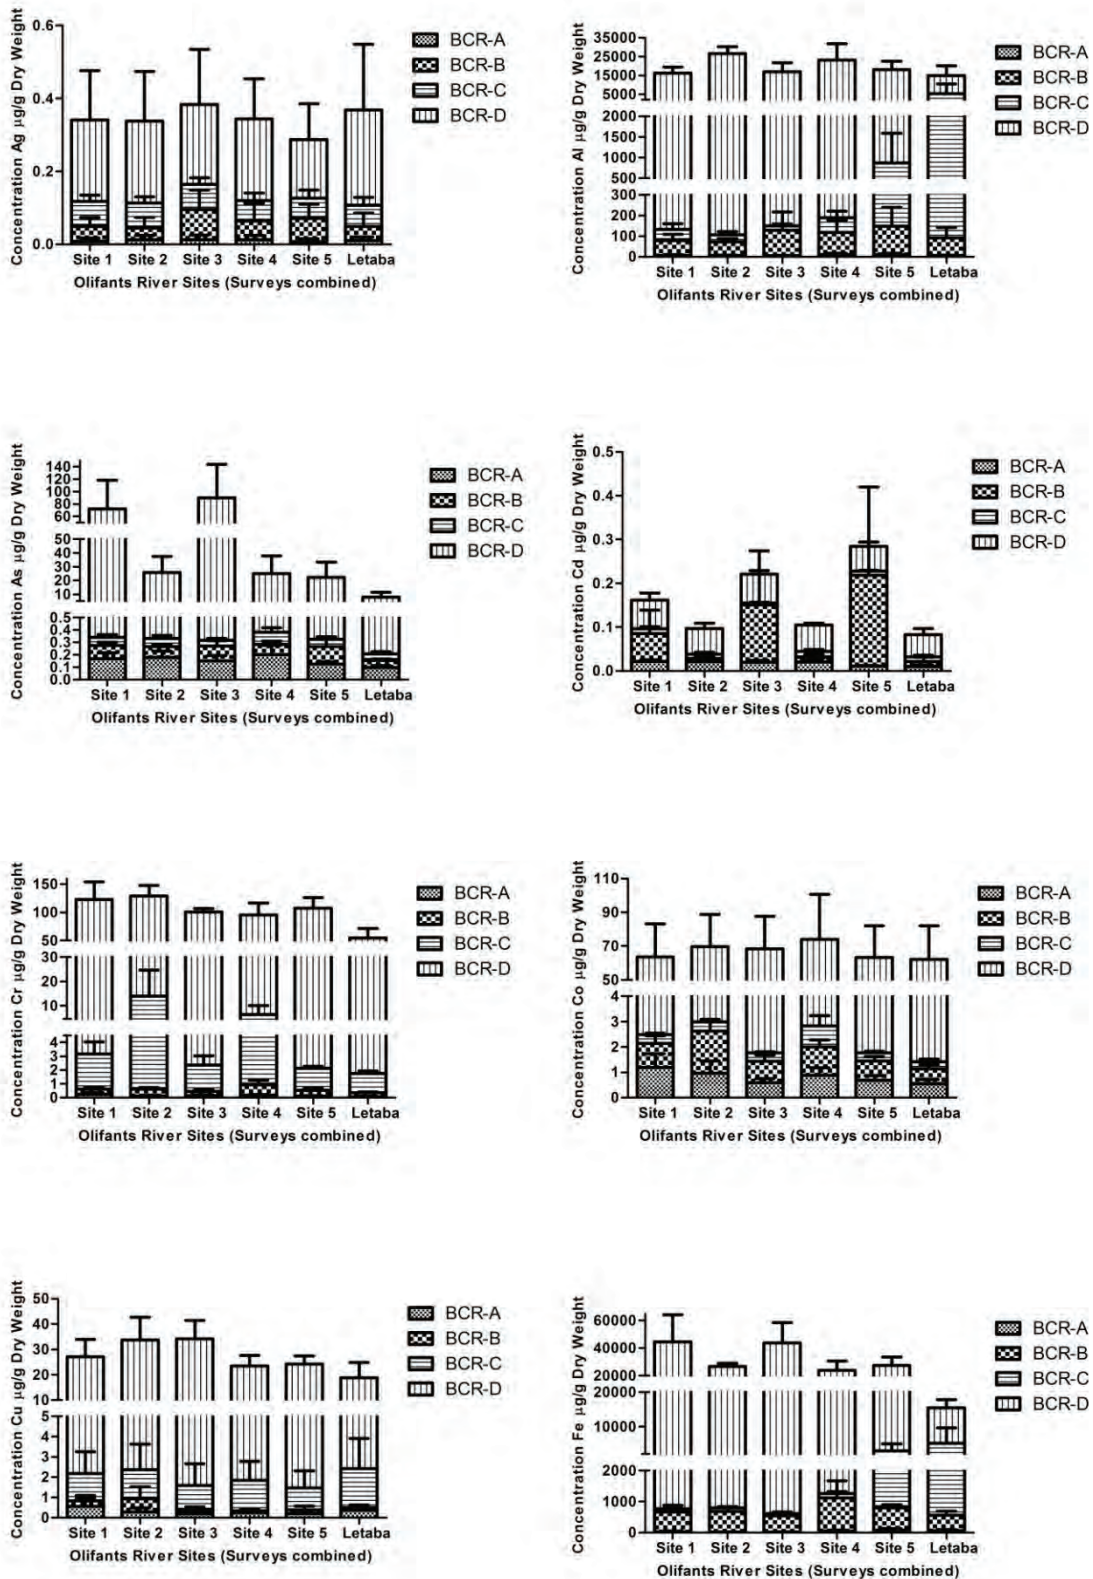 Concentration Ag µg/g Dry Weight
0.6
0.4
0.2
0.0
Site 1 Site 2 Site 3 Site 4 Site 5 Letaba
Olifants River Sites (Surveys combined)
BCR-A
BCR-B
BCR-C
BCR-D
Concentration Al µg/g Dry Weight
35000
25000
15000
5000
2000
1500
1000
500
300
200
100
0
Site 1 Site 2 Site 3 Site 4 Site 5 Letaba
Olifants River Sites (Surveys combined)
BCR-A
BCR-B
BCR-C
BCR-D
Concentration As µg/g Dry Weight
140
120
100
80
60
50
40
30
20
10
0.5
0.4
0.3
0.2
0.1
0.0
Site 1 Site 2 Site 3 Site 4 Site 5 Letaba
Olifants River Sites (Surveys combined)
BCR-A
BCR-B
BCR-C
BCR-D
Concentration Cd µg/g Dry Weight
0.5
0.4
0.3
0.2
0.1
0.0
Site 1 Site 2 Site 3 Site 4 Site 5 Letaba
Olifants River Sites (Surveys combined)
BCR-A
BCR-B
BCR-C
BCR-D
Concentration Cr µg/g Dry Weight
150
100
50
30
20
10
4
3
2
1
0
Site 1 Site 2 Site 3 Site 4 Site 5 Letaba
Olifants River Sites (Surveys combined)
BCR-A
BCR-B
BCR-C
BCR-D
Concentration Co µg/g Dry Weight
110
90
70
50
4
3
2
1
0
Site 1 Site 2 Site 3 Site 4 Site 5 Letaba
Olifants River Sites (Surveys combined)
BCR-A
BCR-B
BCR-C
BCR-D
Concentration Cu µg/g Dry Weight
50
40
30
20
10
5
4
3
2
1
0
Site 1 Site 2 Site 3 Site 4 Site 5 Letaba
Olifants River Sites (Surveys combined)
BCR-A
BCR-B
BCR-C
BCR-D
Concentration Fe µg/g Dry Weight
60000
40000
20000
20000
10000
2000
1000
0
Site 1 Site 2 Site 3 Site 4 Site 5 Letaba
Olifants River Sites (Surveys combined)
BCR-A
BCR-B
BCR-C
BCR-D